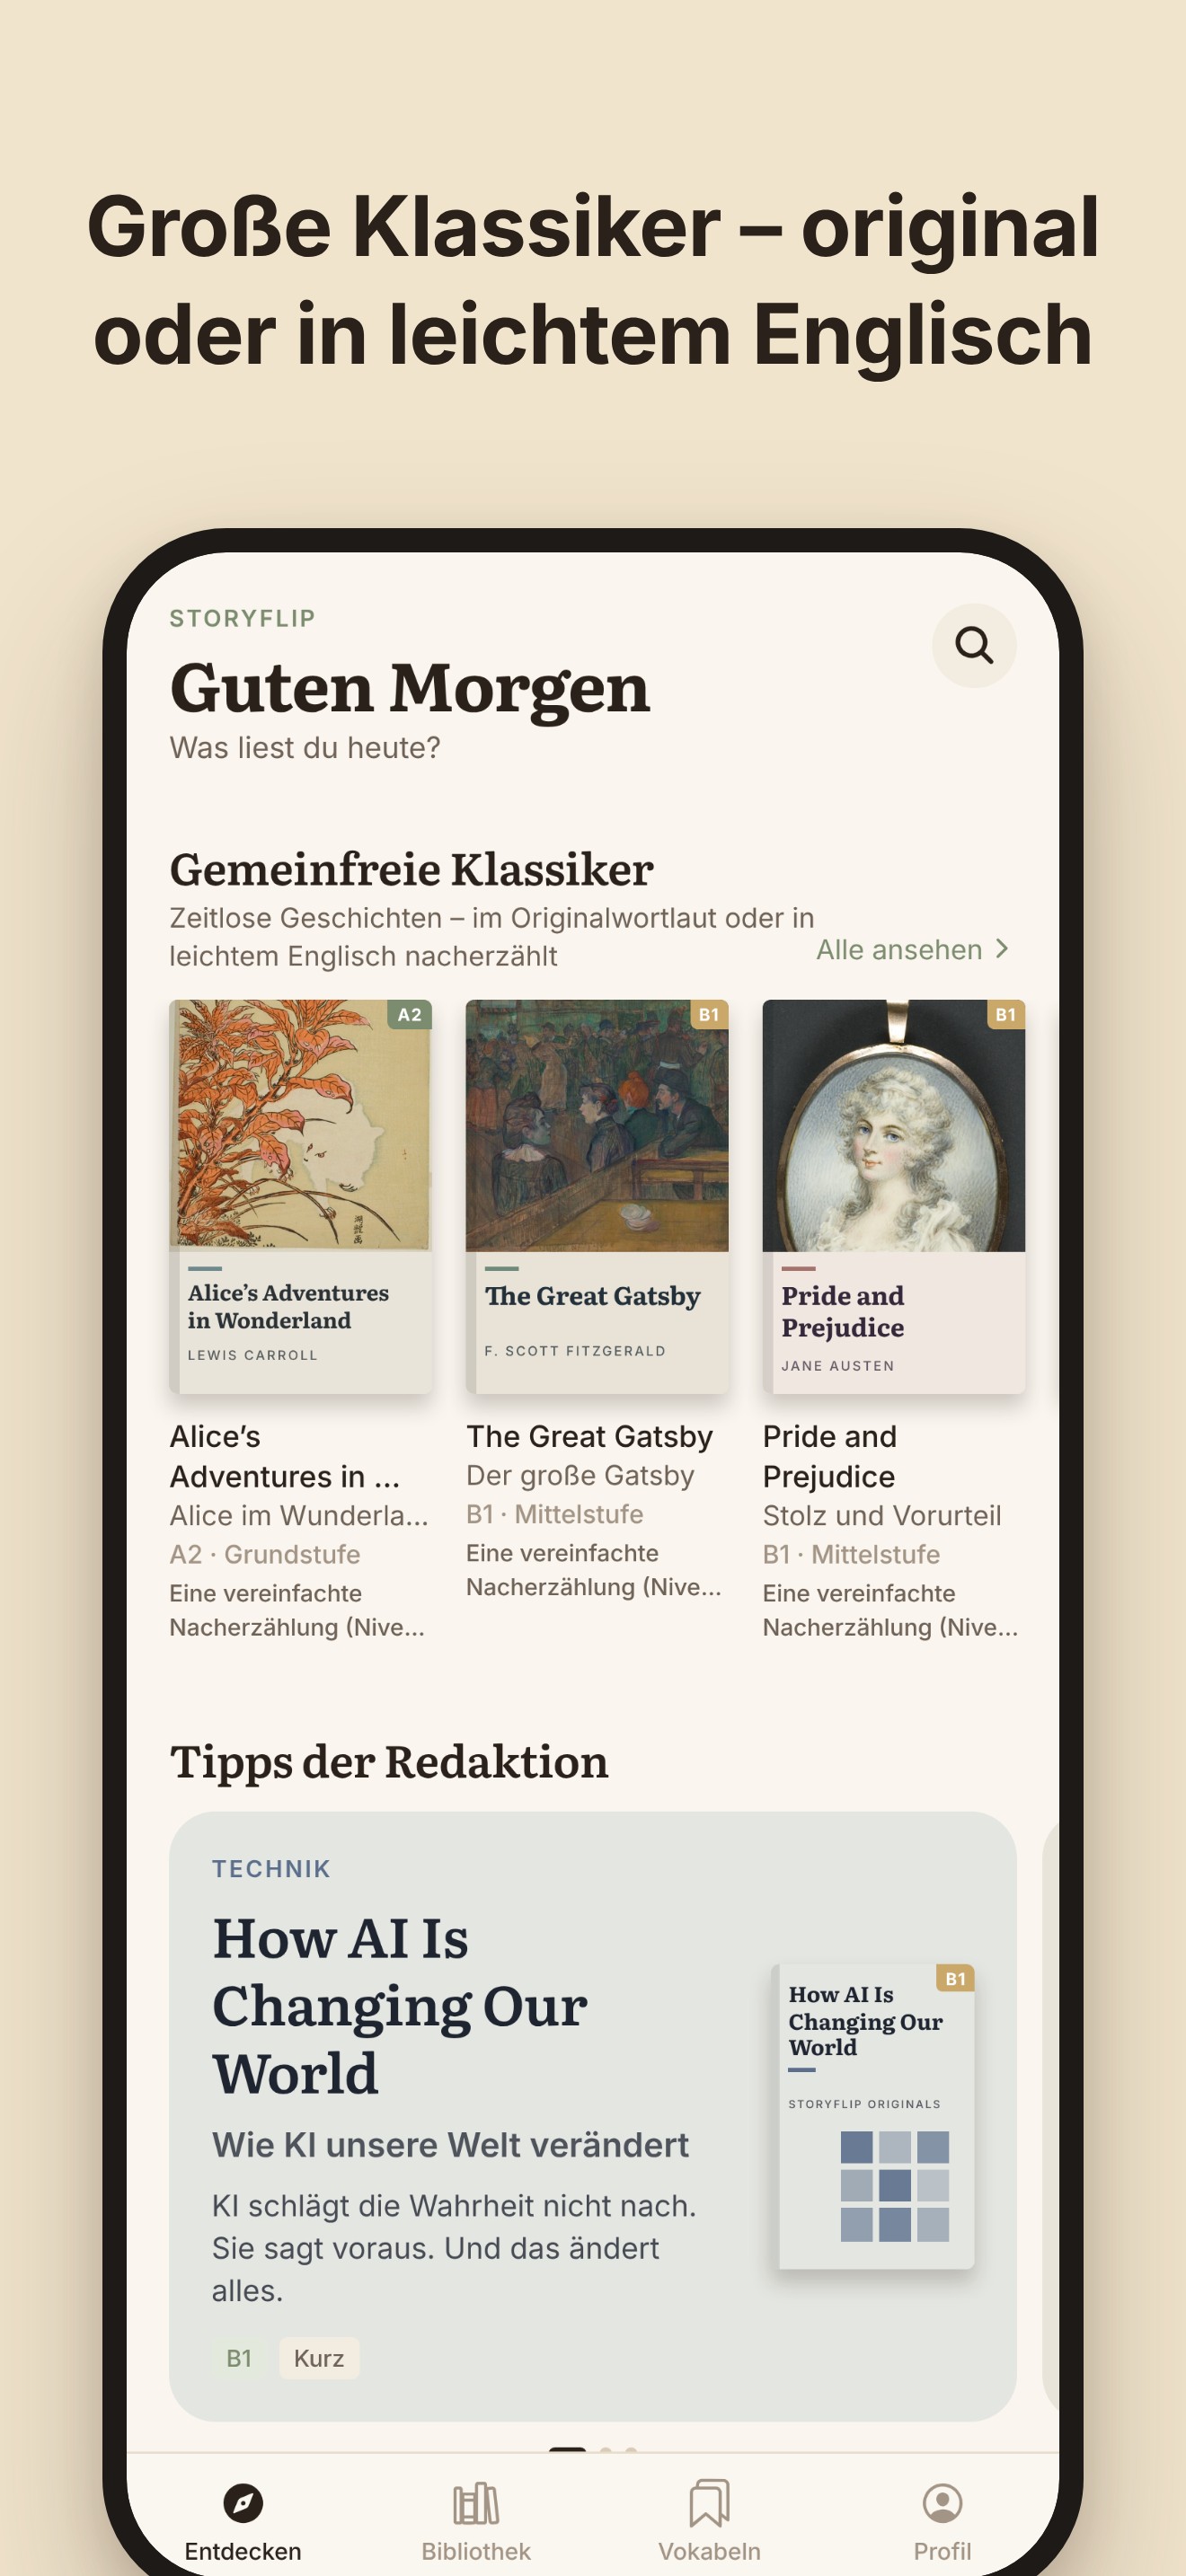 Große Klassiker – original
oder in leichtem Englisch
STORYFLIP
Guten Morgen
Was liest du heute?
Gemeinfreie Klassiker
Zeitlose Geschichten – im Originalwortlaut oder in
leichtem Englisch nacherzählt
Alle ansehen
A2
Alice’s Adventures
in Wonderland
LEWIS CARROLL
Alice’s
Adventures in ...
Alice im Wunderla...
A2 · Grundstufe
Eine vereinfachte
Nacherzählung (Nive...
B1
The Great Gatsby
F. SCOTT FITZGERALD
The Great Gatsby
Der große Gatsby
B1 · Mittelstufe
Eine vereinfachte
Nacherzählung (Nive...
B1
Pride and
Prejudice
JANE AUSTEN
Pride and
Prejudice
Stolz und Vorurteil
B1 · Mittelstufe
Eine vereinfachte
Nacherzählung (Nive...
Tipps der Redaktion
TECHNIK
How AI Is
Changing Our
World
Wie KI unsere Welt verändert
KI schlägt die Wahrheit nicht nach.
Sie sagt voraus. Und das ändert
alles.
B1
Kurz
B1
How AI Is
Changing Our
World
STORYFLIP ORIGINALS
Entdecken
Bibliothek
Vokabeln
Profil